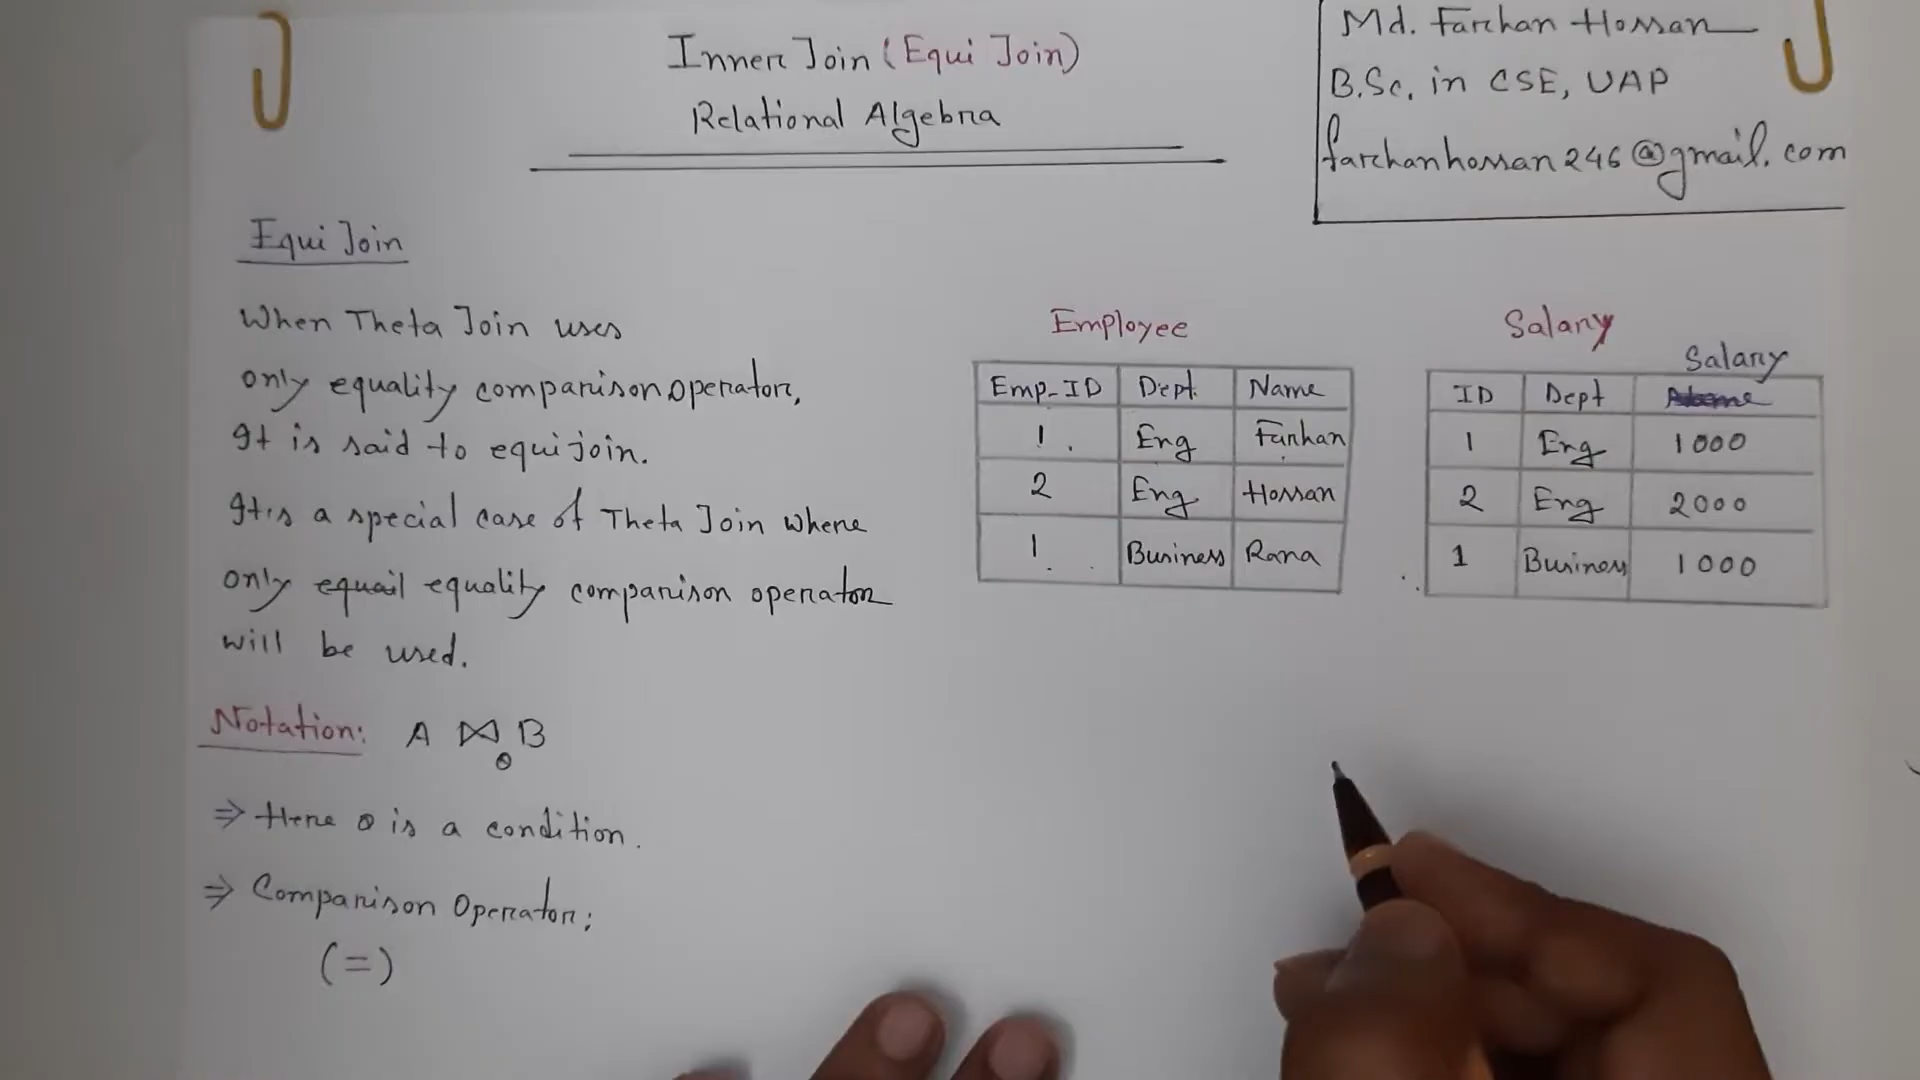 Inner Join (Equi Join)
Relational Algebra
Md. Farhan Hossan
B.Sc. in CSE, UAP
farhanhossan246@gmail.com
Equi Join
When Theta Join uses
only equality comparison operator,
It is said to equi join.
It is a special case of Theta Join where
only equail equality comparison operator
will be used.
Notation: A ⋈ B
θ
⇒ Here θ is a condition.
⇒ Comparison Operator:
(=)
Employee
Emp_ID Dept. Name
1 Eng Farhan
2 Eng Hossan
1 Business Rana
Salary
Salary
ID Dept
1 Eng 1000
2 Eng 2000
1 Business 1000